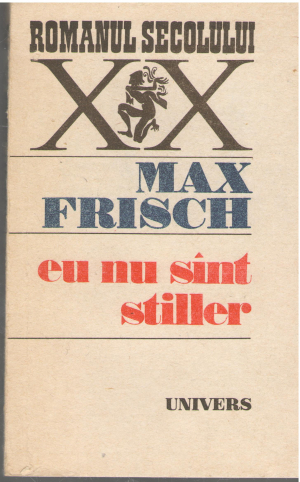 ROMANUL SECOLULUI
XX
MAX
FRISCH
eu nu sînt
stiller
UNIVERS